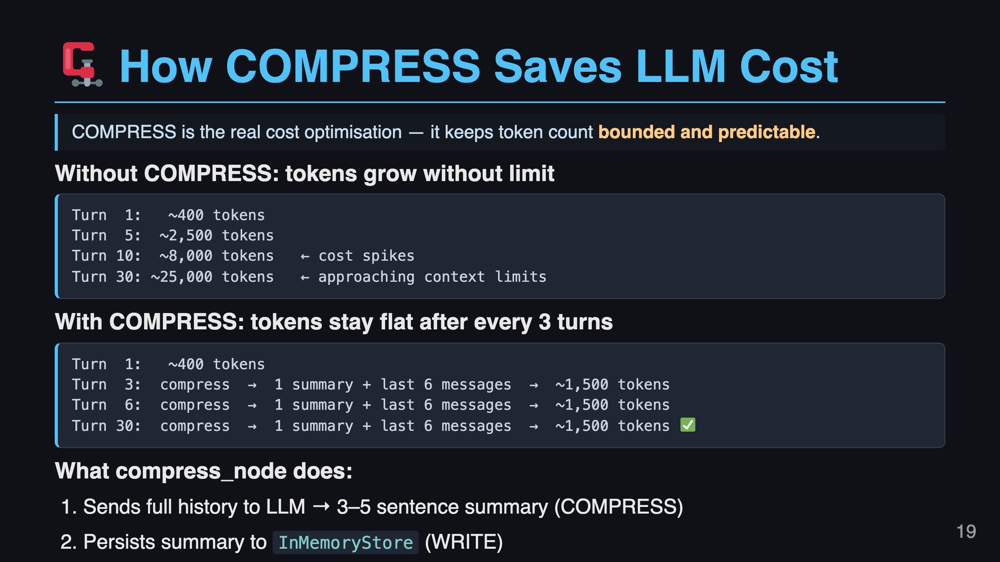 How COMPRESS Saves LLM Cost
COMPRESS is the real cost optimisation — it keeps token count bounded and predictable.
Without COMPRESS: tokens grow without limit
Turn  1:   ~400 tokens
Turn  5:  ~2,500 tokens
Turn 10:  ~8,000 tokens   ← cost spikes
Turn 30: ~25,000 tokens   ← approaching context limits
With COMPRESS: tokens stay flat after every 3 turns
Turn  1:   ~400 tokens
Turn  3:  compress  →  1 summary + last 6 messages  →  ~1,500 tokens
Turn  6:  compress  →  1 summary + last 6 messages  →  ~1,500 tokens
Turn 30:  compress  →  1 summary + last 6 messages  →  ~1,500 tokens ✅
What compress_node does:
1. Sends full history to LLM → 3–5 sentence summary (COMPRESS)
2. Persists summary to InMemoryStore (WRITE)
19